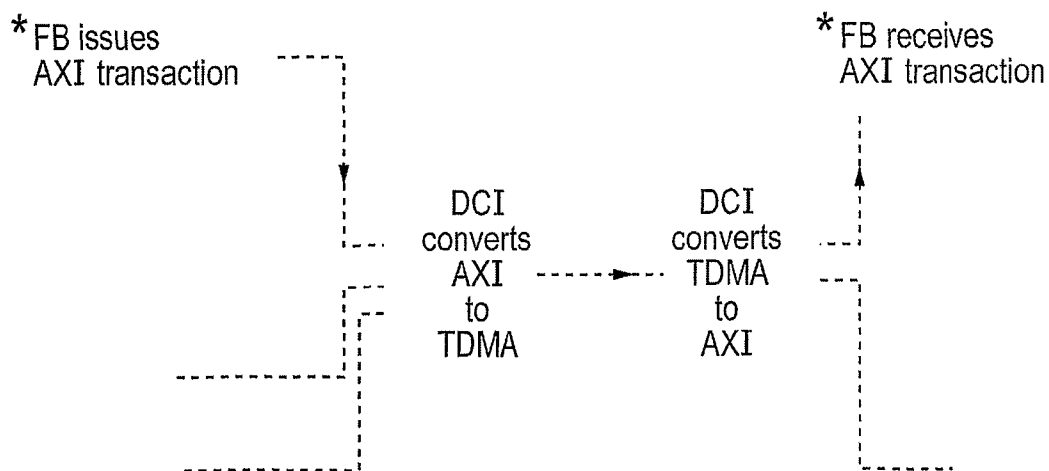 * FB issues
AXI transaction
* FB receives
AXI transaction
DCI
converts
AXI
to
TDMA
DCI
converts
TDMA
to
AXI